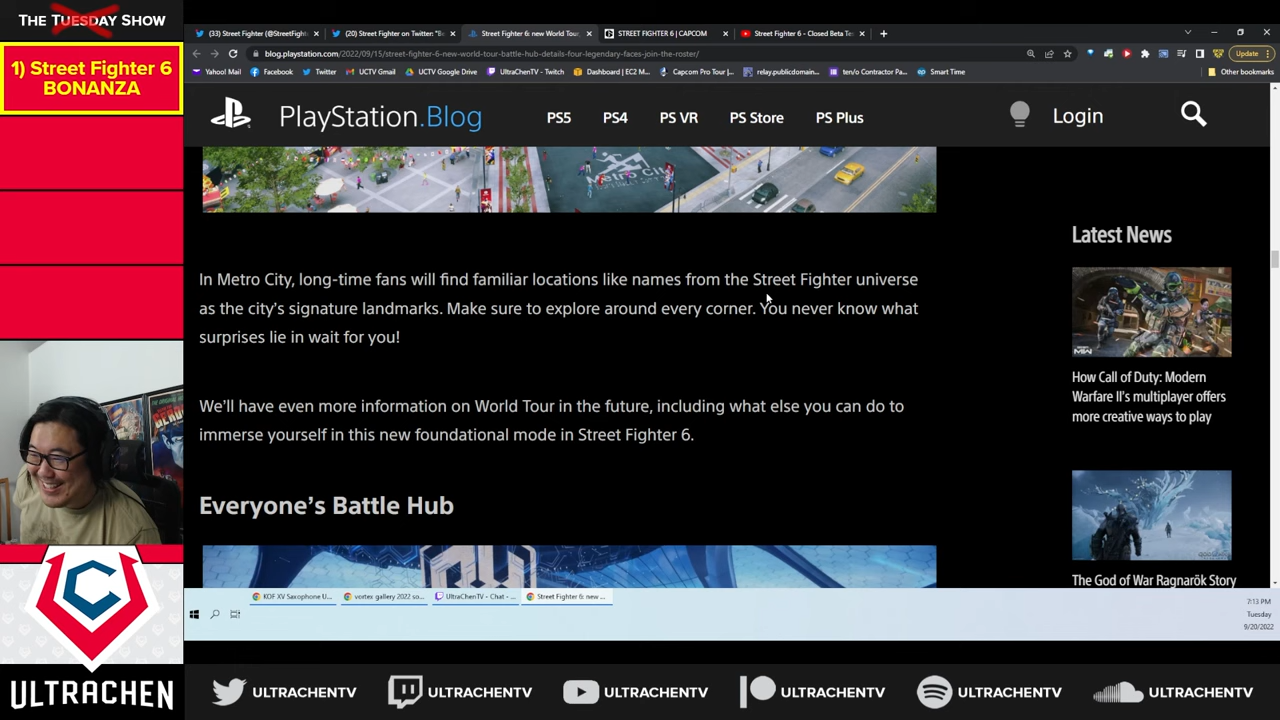 THE TUESDAY SHOW
1) Street Fighter 6
BONANZA
(33) Street Fighter (@StreetFight
(20) Street Fighter on Twitter: "Be
Street Fighter 6: new World Tour
STREET FIGHTER 6 | CAPCOM
Street Fighter 6 - Closed Beta Te
blog.playstation.com/2022/09/15/street-fighter-6-new-world-tour-battle-hub-details-four-legendary-faces-join-the-roster/
Update
Yahoo! Mail
Facebook
Twitter
UCTV Gmail
UCTV Google Drive
UltraChenTV - Twitch
Dashboard | EC2 M...
Capcom Pro Tour |...
relay.publicdomain...
ten/o Contractor Pa...
Smart Time
Other bookmarks
PlayStation.Blog
PS5
PS4
PS VR
PS Store
PS Plus
Login
Metro City
In Metro City, long-time fans will find familiar locations like names from the Street Fighter universe
as the city's signature landmarks. Make sure to explore around every corner. You never know what
surprises lie in wait for you!
We'll have even more information on World Tour in the future, including what else you can do to
immerse yourself in this new foundational mode in Street Fighter 6.
Everyone's Battle Hub
Latest News
How Call of Duty: Modern
Warfare II's multiplayer offers
more creative ways to play
The God of War Ragnarök Story
KOF XV Saxophone U...
vortex gallery 2022 so...
UltraChenTV - Chat - ...
Street Fighter 6: new ...
7:13 PM
Tuesday
9/20/2022
ULTRACHEN
ULTRACHENTV
ULTRACHENTV
ULTRACHENTV
ULTRACHENTV
ULTRACHENTV
ULTRACHENTV